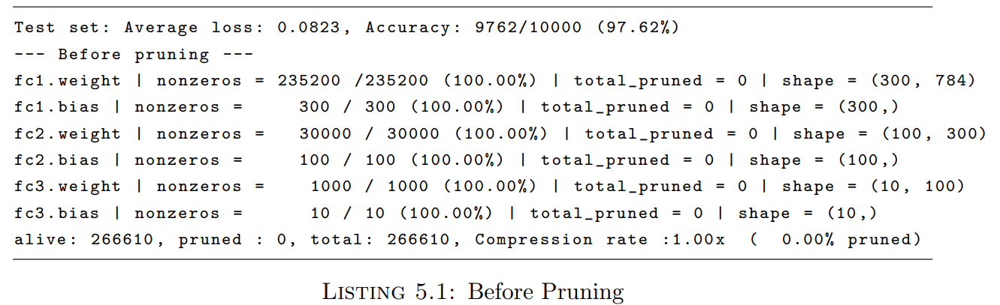 Test set: Average loss: 0.0823, Accuracy: 9762/10000 (97.62%)
--- Before pruning ---
fc1.weight | nonzeros = 235200 /235200 (100.00%) | total_pruned = 0 | shape = (300, 784)
fc1.bias | nonzeros =     300 / 300 (100.00%) | total_pruned = 0 | shape = (300,)
fc2.weight | nonzeros =   30000 / 30000 (100.00%) | total_pruned = 0 | shape = (100, 300)
fc2.bias | nonzeros =     100 / 100 (100.00%) | total_pruned = 0 | shape = (100,)
fc3.weight | nonzeros =    1000 / 1000 (100.00%) | total_pruned = 0 | shape = (10, 100)
fc3.bias | nonzeros =      10 / 10 (100.00%) | total_pruned = 0 | shape = (10,)
alive: 266610, pruned : 0, total: 266610, Compression rate :1.00x  (  0.00% pruned)
LISTING 5.1: Before Pruning